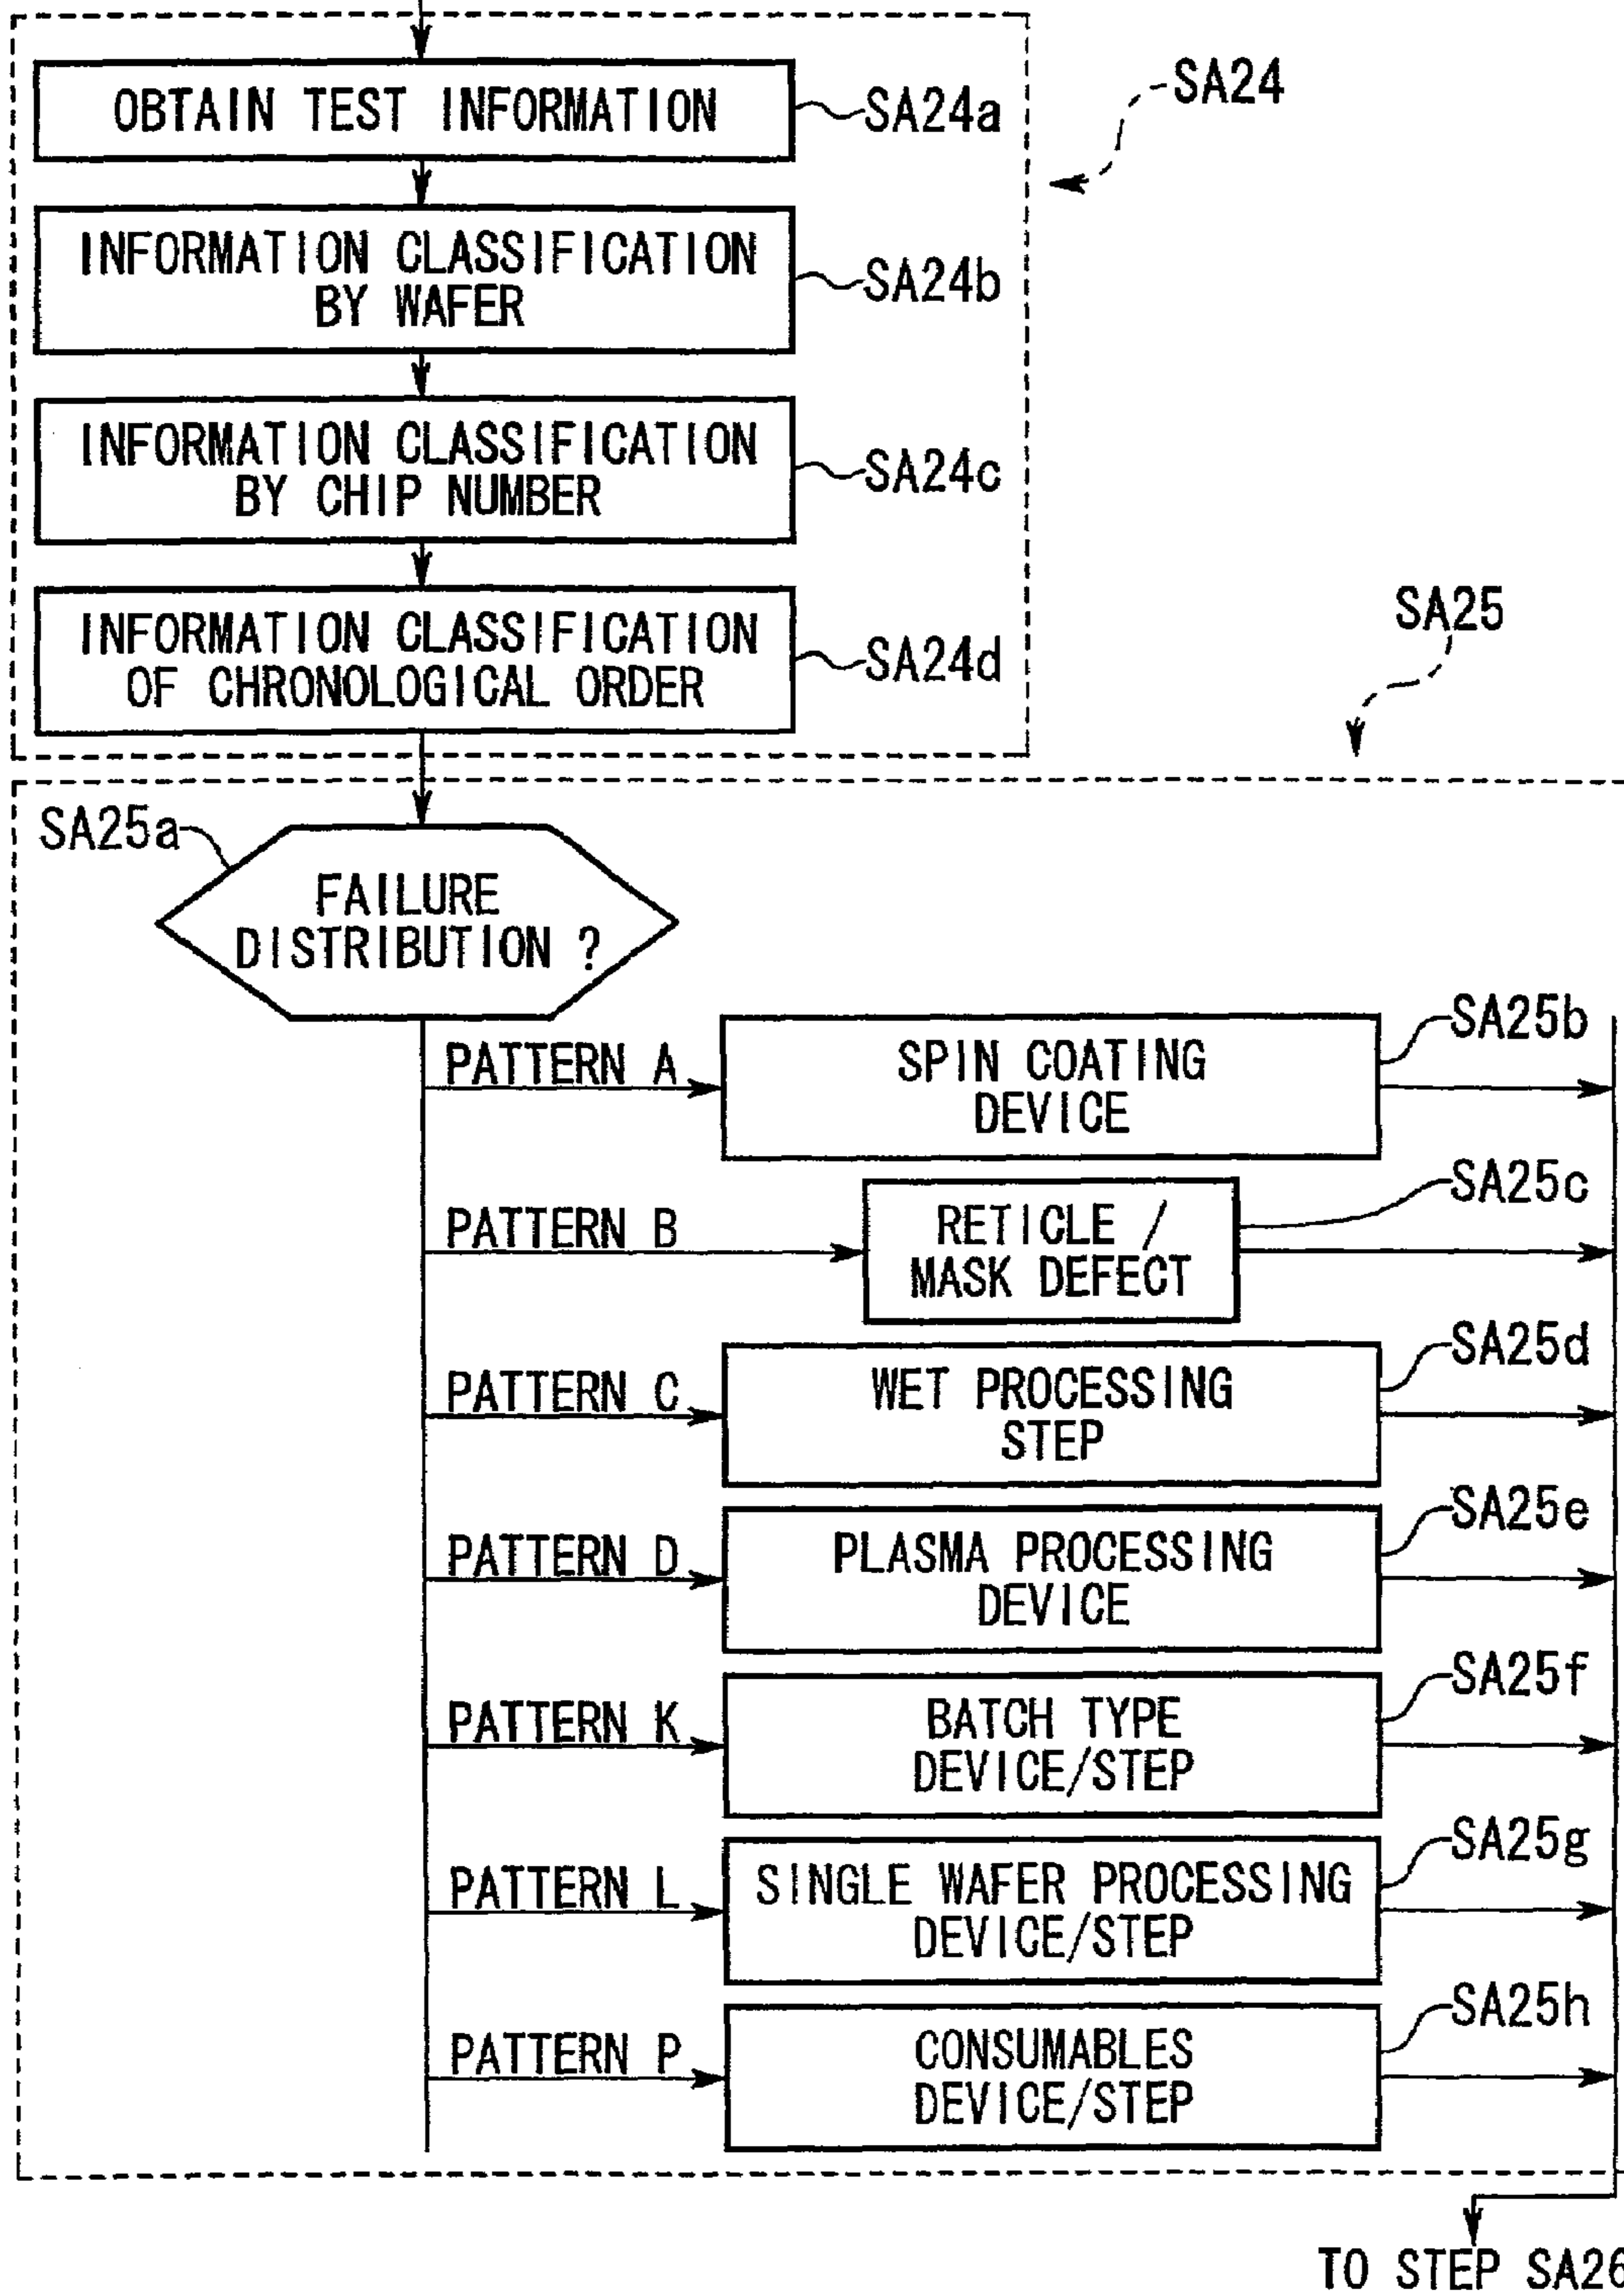 OBTAIN TEST INFORMATION
SA24a
SA24
INFORMATION CLASSIFICATION
BY WAFER
SA24b
INFORMATION CLASSIFICATION
BY CHIP NUMBER
SA24c
INFORMATION CLASSIFICATION
OF CHRONOLOGICAL ORDER
SA24d
SA25
SA25a
FAILURE
DISTRIBUTION ?
PATTERN A
SPIN COATING
DEVICE
SA25b
PATTERN B
RETICLE /
MASK DEFECT
SA25c
PATTERN C
WET PROCESSING
STEP
SA25d
PATTERN D
PLASMA PROCESSING
DEVICE
SA25e
PATTERN K
BATCH TYPE
DEVICE/STEP
SA25f
PATTERN L
SINGLE WAFER PROCESSING
DEVICE/STEP
SA25g
PATTERN P
CONSUMABLES
DEVICE/STEP
SA25h
TO STEP SA26